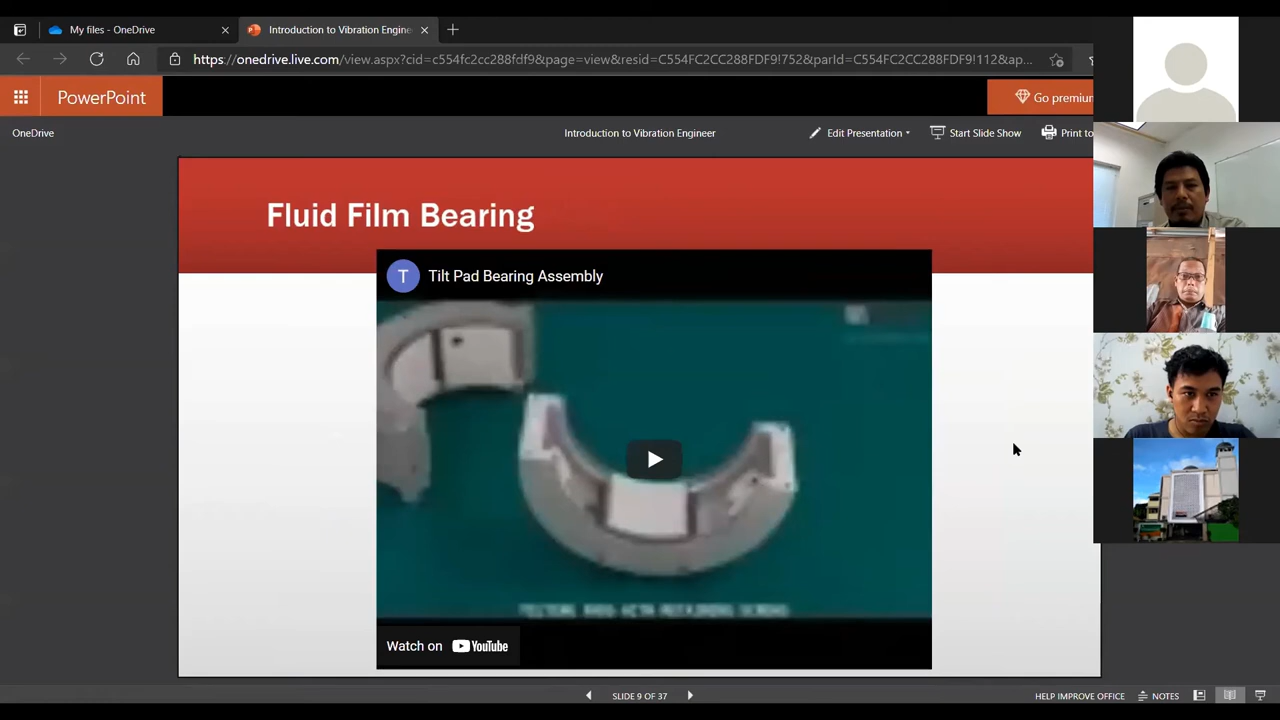 My files - OneDrive
Introduction to Vibration Engine
https://onedrive.live.com/view.aspx?cid=c554fc2cc288fdf9&page=view&resid=C554FC2CC288FDF9!752&parId=C554FC2CC288FDF9!112&ap...
PowerPoint
Go premium
OneDrive
Introduction to Vibration Engineer
Edit Presentation
Start Slide Show
Print to
Fluid Film Bearing
T
Tilt Pad Bearing Assembly
RETAINING SCREWS
Watch on YouTube
SLIDE 9 OF 37
HELP IMPROVE OFFICE
NOTES